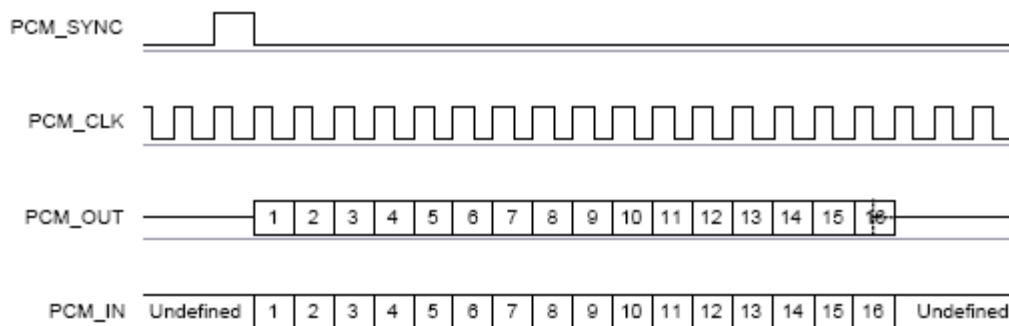 PCM_SYNC
PCM_CLK
PCM_OUT 1 2 3 4 5 6 7 8 9 10 11 12 13 14 15 16
PCM_IN Undefined 1 2 3 4 5 6 7 8 9 10 11 12 13 14 15 16 Undefined